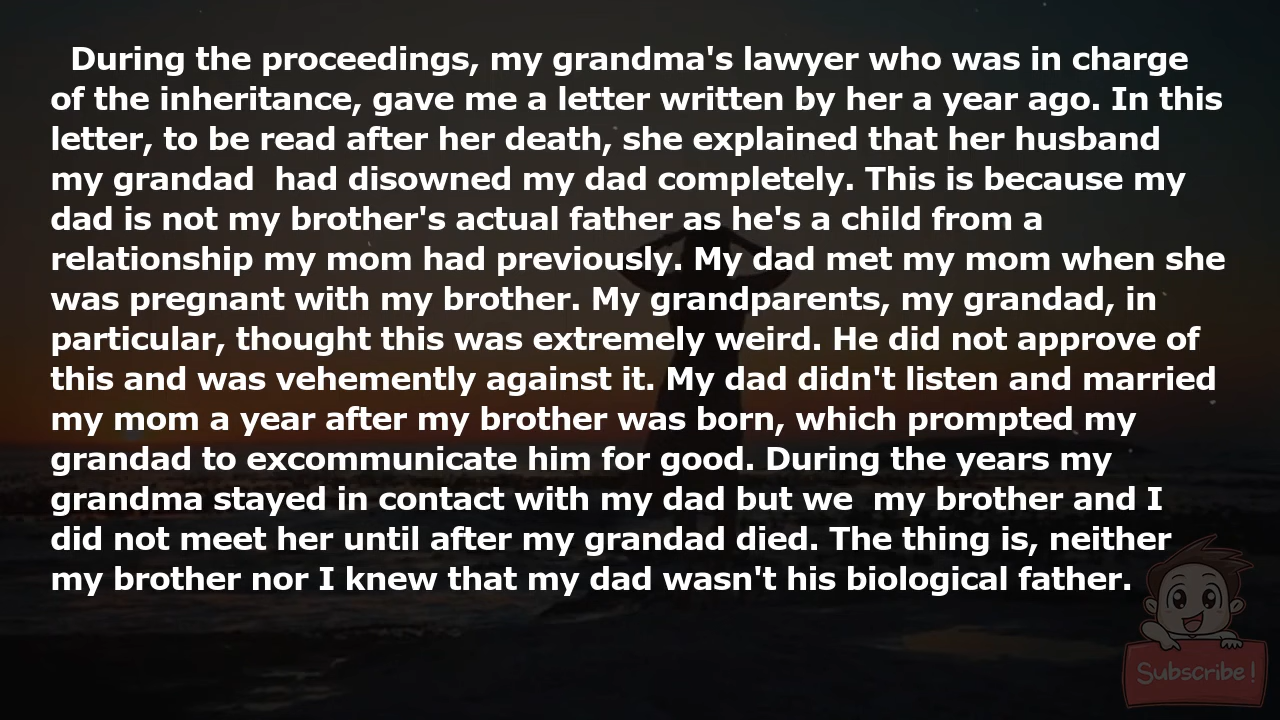 During the proceedings, my grandma's lawyer who was in charge
of the inheritance, gave me a letter written by her a year ago. In this
letter, to be read after her death, she explained that her husband
my grandad  had disowned my dad completely. This is because my
dad is not my brother's actual father as he's a child from a
relationship my mom had previously. My dad met my mom when she
was pregnant with my brother. My grandparents, my grandad, in
particular, thought this was extremely weird. He did not approve of
this and was vehemently against it. My dad didn't listen and married
my mom a year after my brother was born, which prompted my
grandad to excommunicate him for good. During the years my
grandma stayed in contact with my dad but we  my brother and I
did not meet her until after my grandad died. The thing is, neither
my brother nor I knew that my dad wasn't his biological father.
Subscribe!